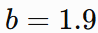 b = 1.9